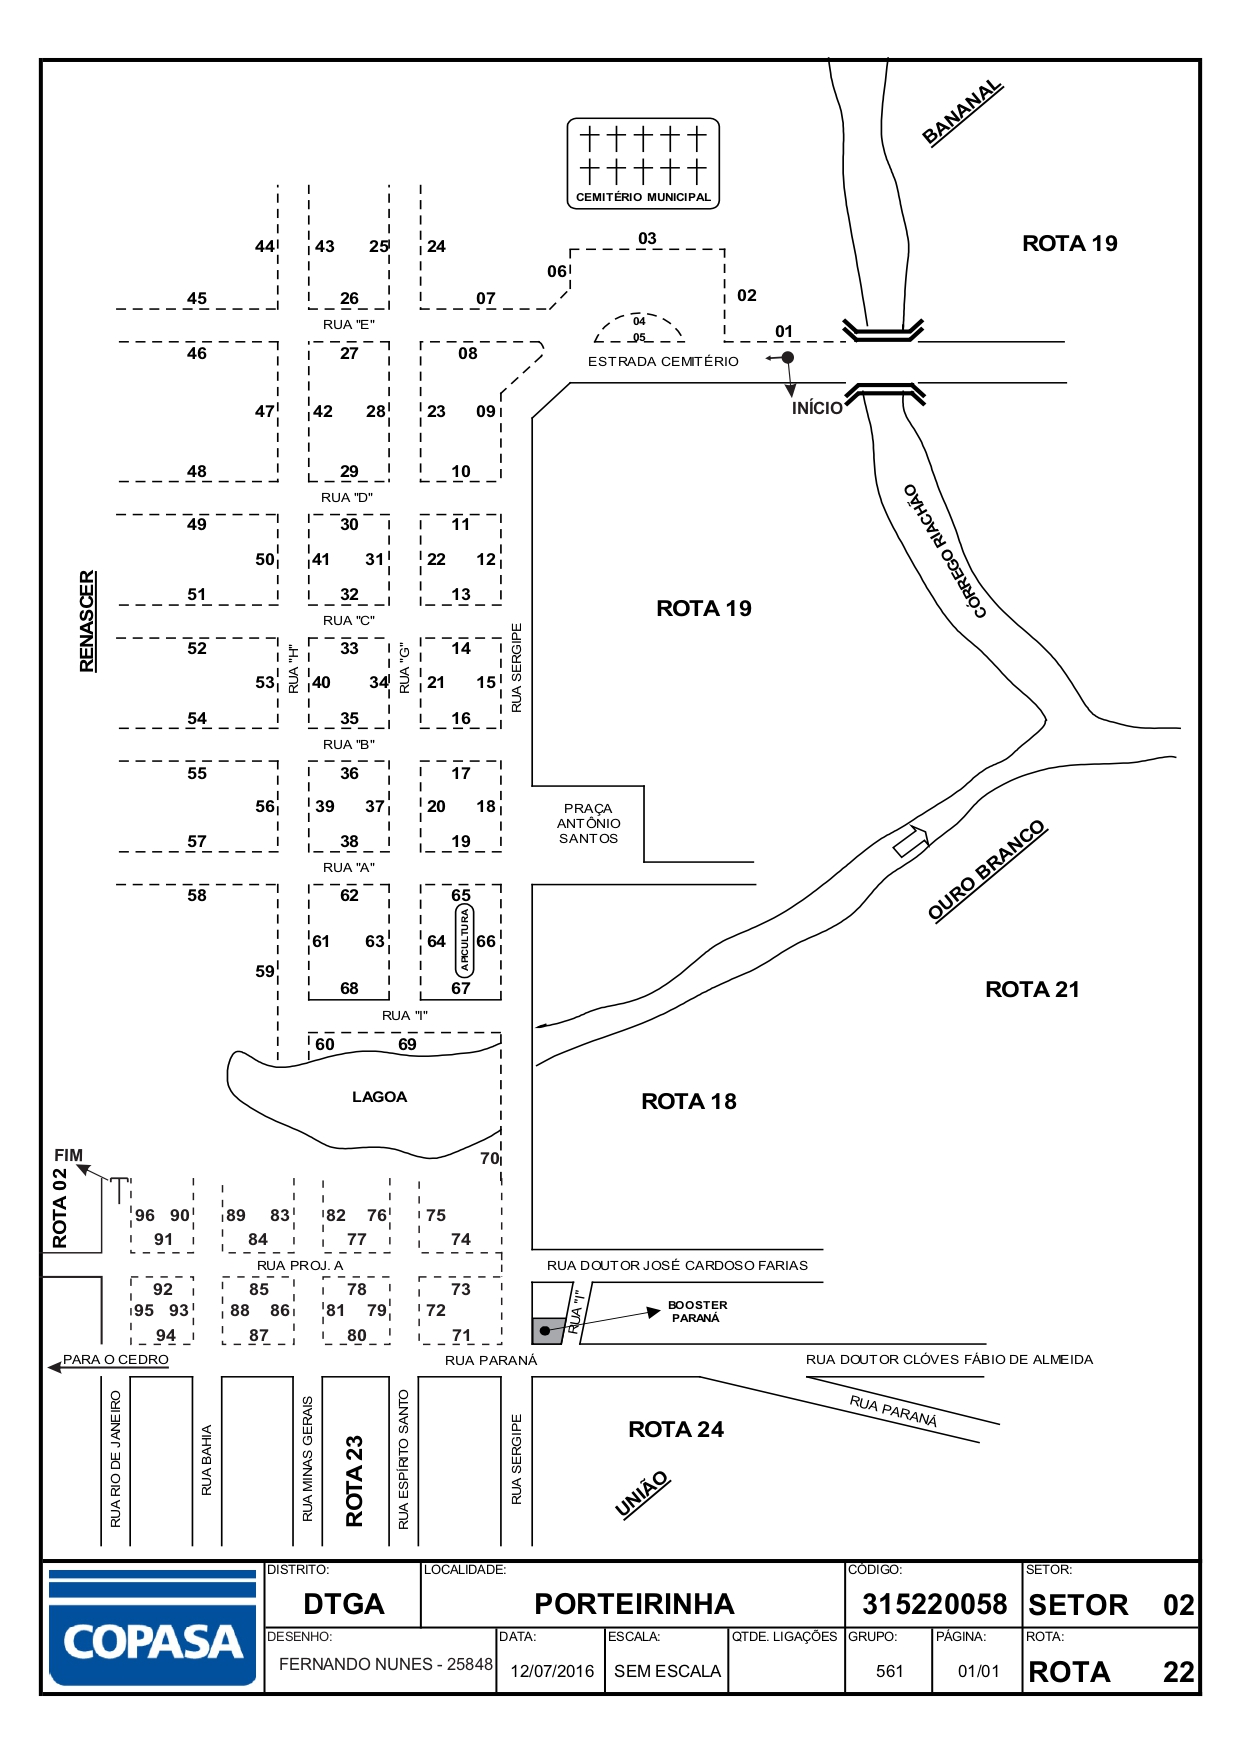 BANANAL
CEMITÉRIO MUNICIPAL
03
ROTA 19
44 43 25 24
06
02
45 26 07
RUA "E"
04
05
01
46 27 08
ESTRADA CEMITÉRIO
INÍCIO
47 42 28 23 09
48 29 10
RUA "D"
CÓRREGO RIACHÃO
49 30 11
50 41 31 22 12
51 32 13
RENASCER
RUA "C"
ROTA 19
52 33 14
RUA "H"
RUA "G"
RUA SERGIPE
53 40 34 21 15
54 35 16
RUA "B"
55 36 17
56 39 37 20 18
57 38 19
PRAÇA
ANTÔNIO
SANTOS
RUA "A"
OURO BRANCO
58 62 65
61 63 64 66
APICULTURA
59
68 67
ROTA 21
RUA "I"
60 69
LAGOA
ROTA 18
FIM
70
ROTA 02
96 90 89 83 82 76 75
91 84 77 74
RUA PROJ. A
RUA DOUTOR JOSÉ CARDOSO FARIAS
92 85 78 73
95 93 88 86 81 79 72
94 87 80 71
RUA "I"
BOOSTER
PARANÁ
PARA O CEDRO
RUA PARANÁ
RUA DOUTOR CLÓVES FÁBIO DE ALMEIDA
RUA PARANÁ
RUA RIO DE JANEIRO
RUA BAHIA
RUA MINAS GERAIS
ROTA 23
RUA ESPÍRITO SANTO
RUA SERGIPE
ROTA 24
UNIÃO
COPASA
DISTRITO:
DTGA
LOCALIDADE:
PORTEIRINHA
CÓDIGO:
315220058
SETOR:
SETOR 02
DESENHO:
FERNANDO NUNES - 25848
DATA:
12/07/2016
ESCALA:
SEM ESCALA
QTDE. LIGAÇÕES
GRUPO:
561
PÁGINA:
01/01
ROTA:
ROTA 22